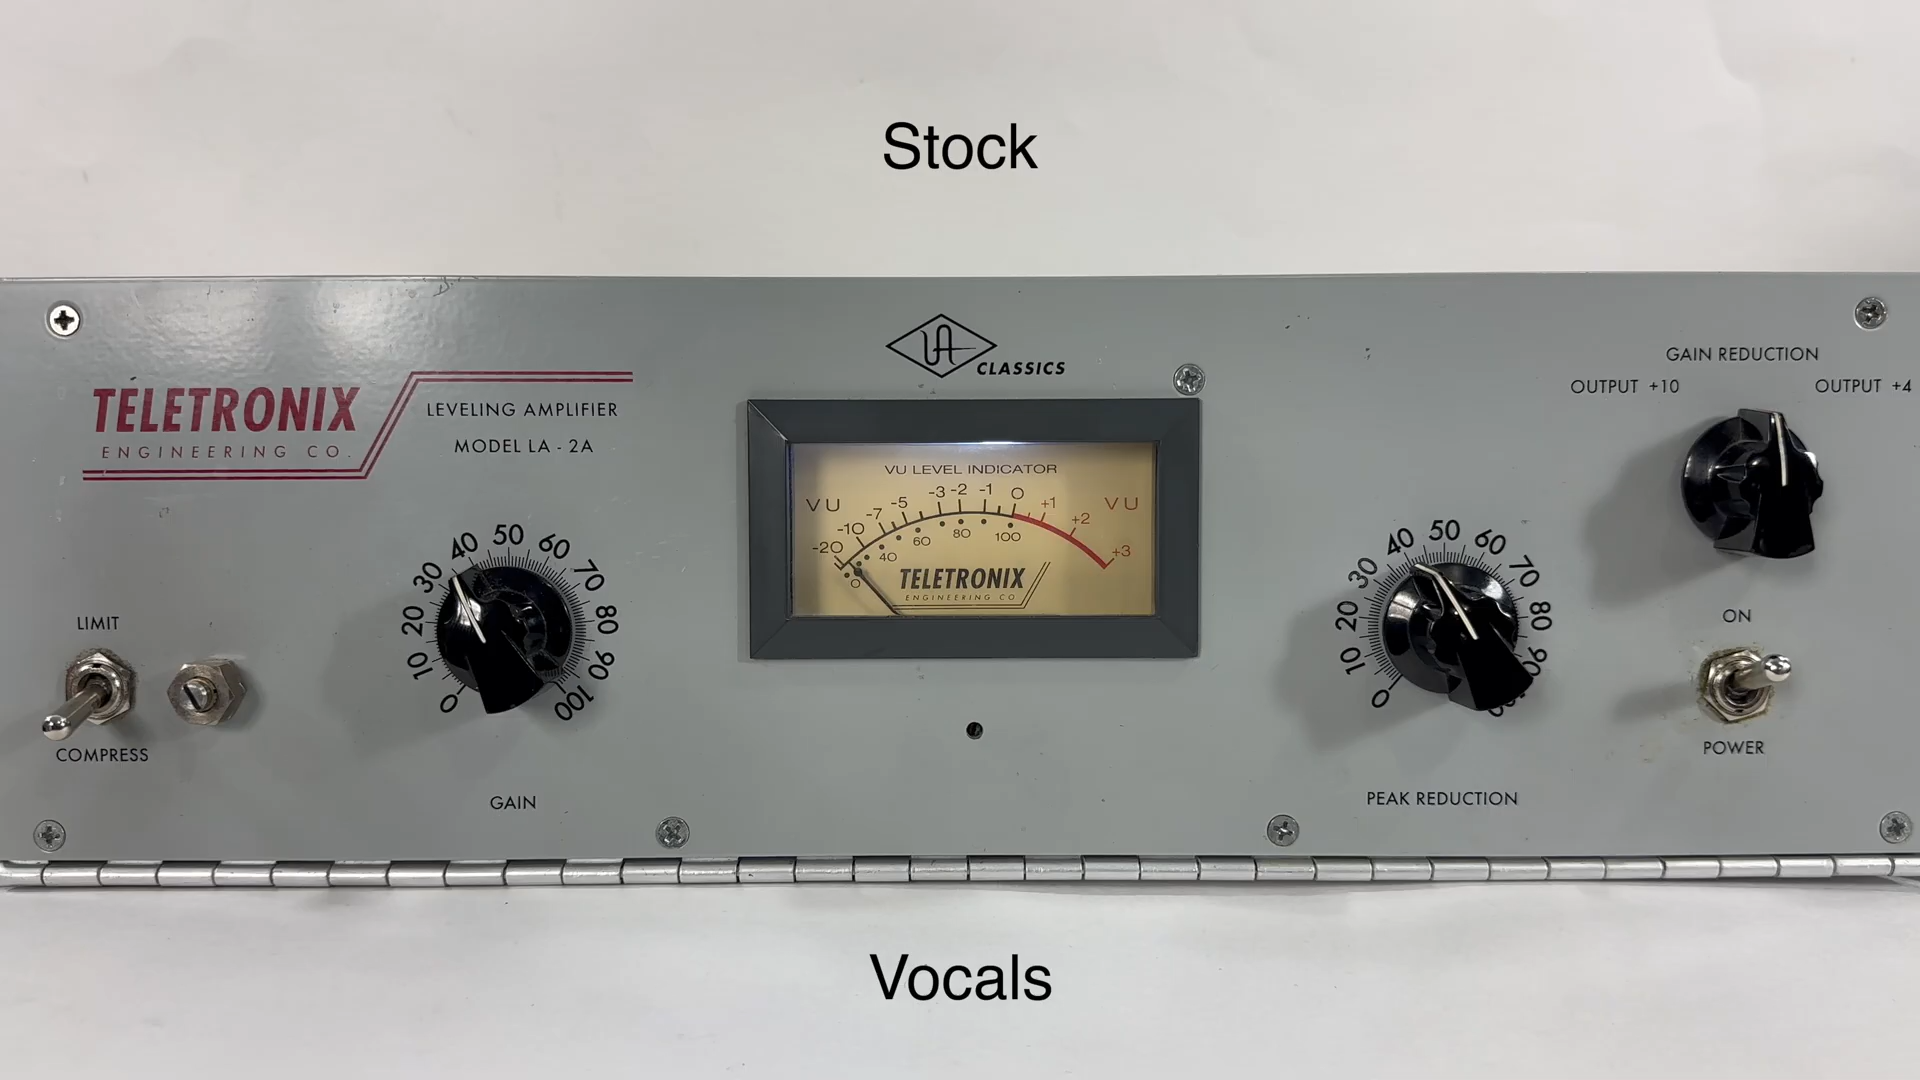 Stock
UA
CLASSICS
GAIN REDUCTION
OUTPUT +10
OUTPUT +4
TELETRONIX
ENGINEERING CO.
LEVELING AMPLIFIER
MODEL LA - 2A
VU LEVEL INDICATOR
VU
VU
-20 -10 -7 -5 -3 -2 -1 0 +1 +2 +3
0 40 60 80 100
TELETRONIX
ENGINEERING CO
0 10 20 30 40 50 60 70 80 90 100
0 10 20 30 40 50 60 70 80
LIMIT
COMPRESS
GAIN
PEAK REDUCTION
ON
POWER
Vocals